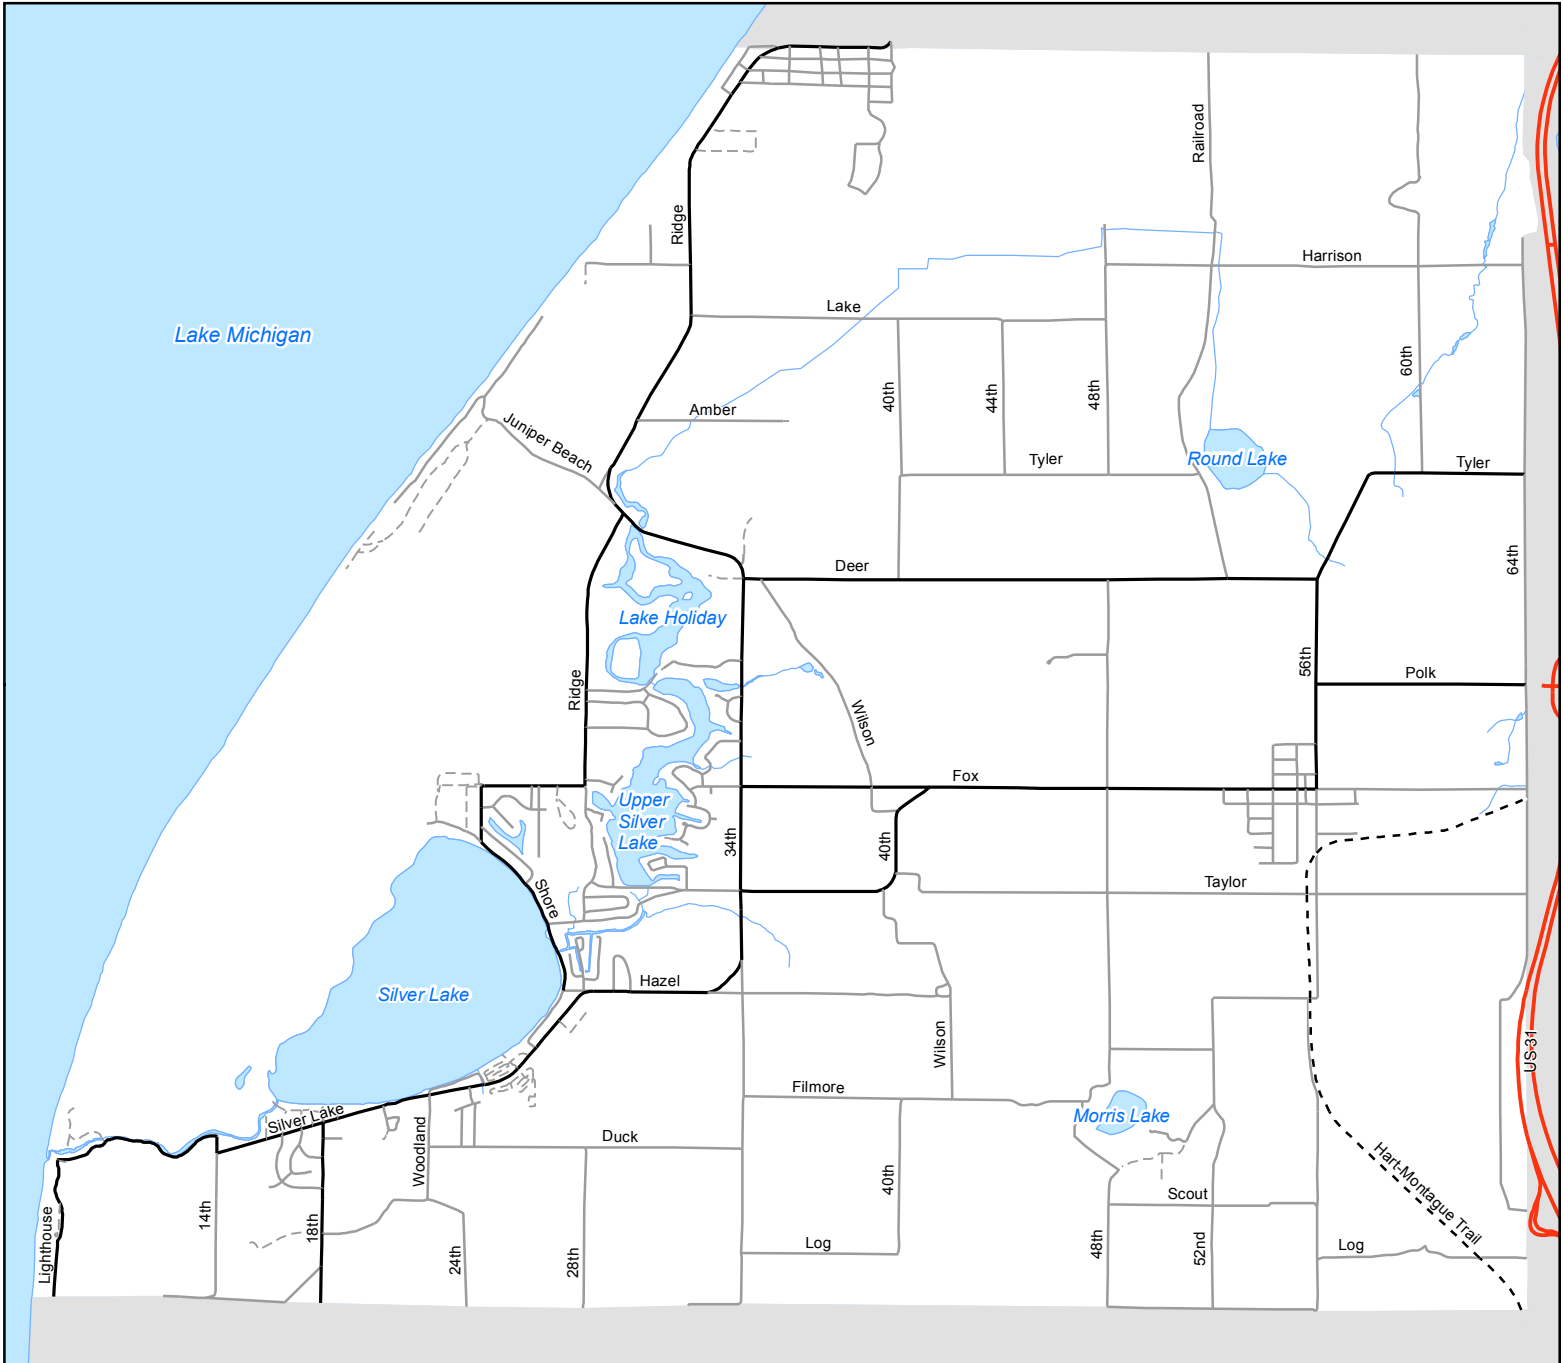 Railroad
Ridge
Harrison
Lake
Lake Michigan
60th
40th
44th
48th
Amber
Juniper Beach
Tyler
Round Lake
Tyler
64th
Deer
Lake Holiday
56th
Polk
Ridge
Wilson
Fox
Upper
Silver
Lake
34th
40th
Taylor
Shore
Hazel
Silver Lake
Wilson
US 31
Filmore
Silver Lake
Morris Lake
Duck
Woodland
Hart-Montague Trail
40th
Scout
14th
18th
Lighthouse
24th
28th
Log
48th
52nd
Log